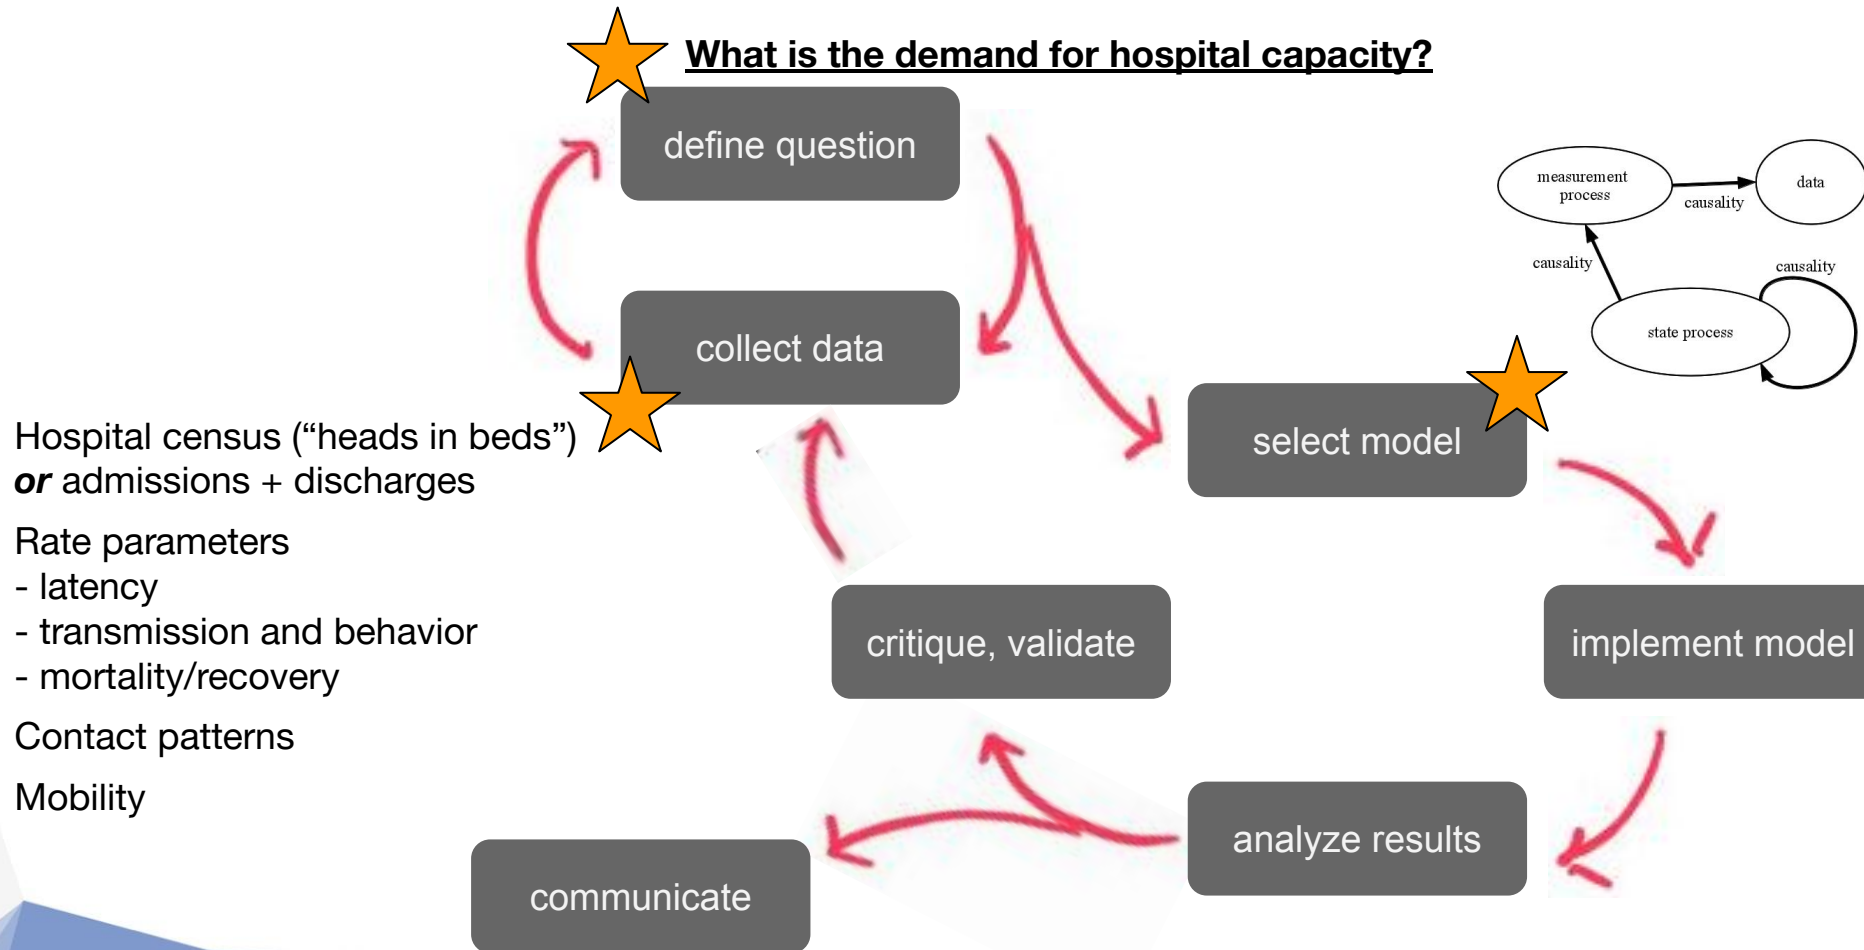 What is the demand for hospital capacity?
define question
measurement
process
causality
data
causality
causality
state process
collect data
select model
Hospital census (“heads in beds”)
or admissions + discharges
Rate parameters
- latency
- transmission and behavior
- mortality/recovery
Contact patterns
Mobility
critique, validate
implement model
analyze results
communicate